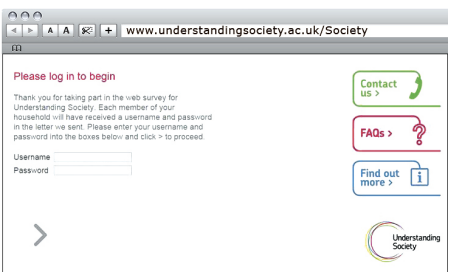 A A + www.understandingsociety.ac.uk/Society
Please log in to begin
Thank you for taking part in the web survey for
Understanding Society. Each member of your
household will have received a username and password
in the letter we sent. Please enter your username and
password into the boxes below and click > to proceed.
Username
Password
Contact
us >
FAQs >
?
Find out
more >
i
Understanding
Society